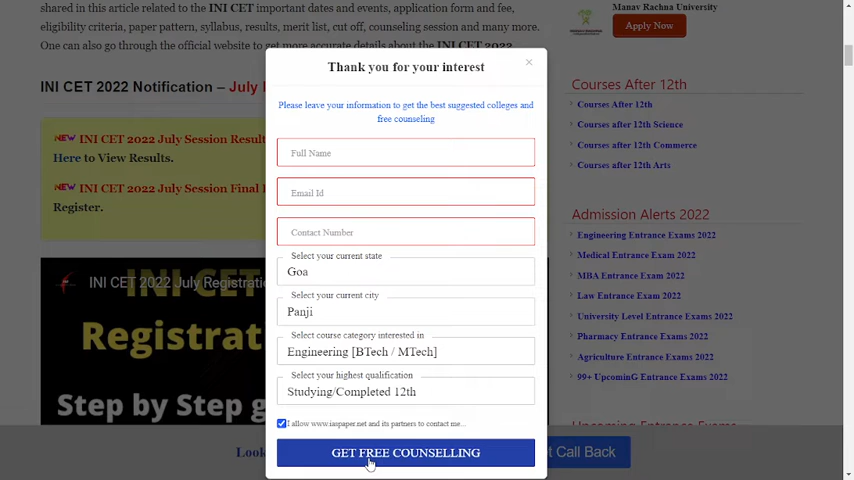 shared in this article related to the INI CET important dates and events, application form and fee,
eligibility criteria, paper pattern, syllabus, results, merit list, cut off, counseling session and many more.
One can also go through the official website to get more accurate details about the INI CET 2022.
Manav Rachna University
Apply Now
INI CET 2022 Notification – July
NEW INI CET 2022 July Session Result
Here to View Results.
NEW INI CET 2022 July Session Final
Register.
INI CET 2022 July Registratio
INI CET
Registrat
Step by Step g
Thank you for your interest
×
Please leave your information to get the best suggested colleges and
free counseling
Full Name
Email Id
Contact Number
Select your current state
Goa
Select your current city
Panji
Select course category interested in
Engineering [BTech / MTech]
Select your highest qualification
Studying/Completed 12th
I allow www.iaspaper.net and its partners to contact me...
GET FREE COUNSELLING
Courses After 12th
Courses After 12th
Courses after 12th Science
Courses after 12th Commerce
Courses after 12th Arts
Admission Alerts 2022
Engineering Entrance Exams 2022
Medical Entrance Exam 2022
MBA Entrance Exam 2022
Law Entrance Exam 2022
University Level Entrance Exams 2022
Pharmacy Entrance Exams 2022
Agriculture Entrance Exams 2022
99+ UpcominG Entrance Exams 2022
Upcoming Entrance Exams
Look
t Call Back